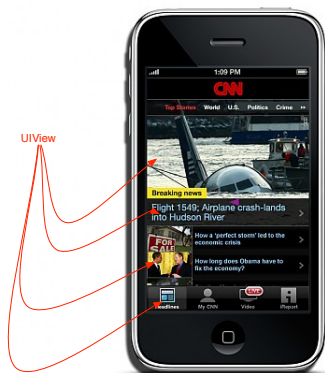 1:09 PM
CNN
Top Stories World U.S. Politics Crime
UIView
Breaking news
Flight 1549; Airplane crash-lands
into Hudson River
FOR
SALE
How a 'perfect storm' led to the
economic crisis
How long does Obama have to
fix the economy?
LIVE
Headlines My CNN Video iReport